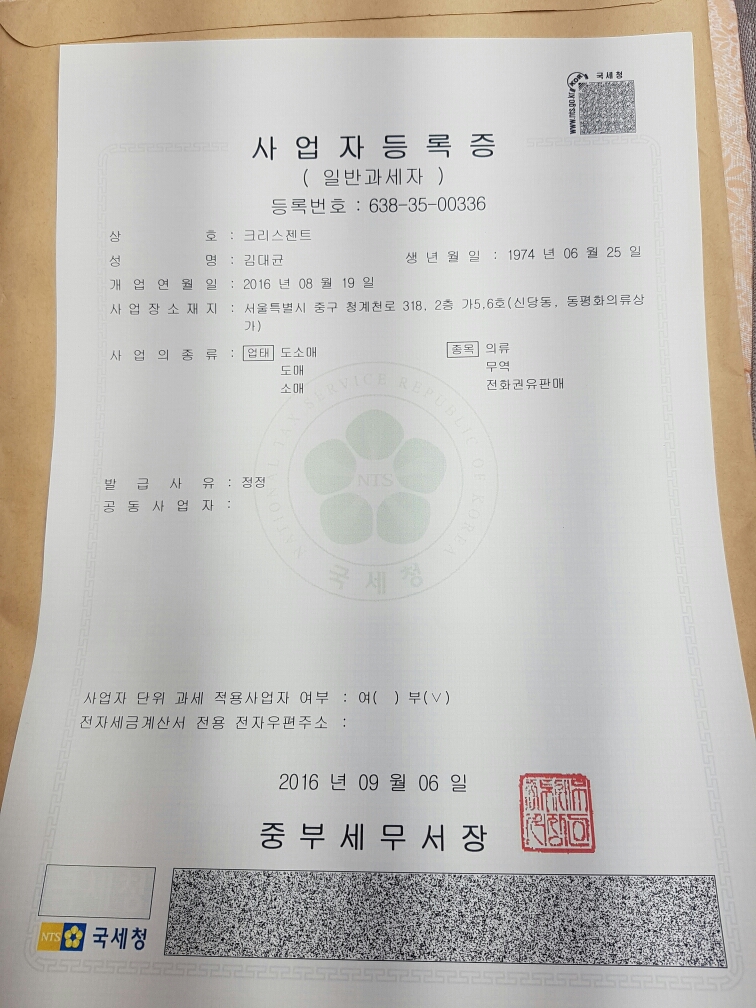 국세청
사업자등록증
( 일반과세자 )
등록번호 : 638-35-00336
상 호 : 크리스젠트
성 명 : 김대균 생 년 월 일 : 1974 년 06 월 25 일
개 업 연 월 일 : 2016 년 08 월 19 일
사 업 장 소 재 지 : 서울특별시 중구 청계천로 318, 2층 가5,6호(신당동, 동평화의류상
가)
사 업 의 종 류 : 업태 도소매 종목 의류
도매 무역
소매 전화권유판매
NATIONAL TAX SERVICE REPUBLIC OF KOREA
NTS
국세청
발 급 사 유 : 정정
공 동 사 업 자 :
사업자 단위 과세 적용사업자 여부 : 여( ) 부(∨)
전자세금계산서 전용 전자우편주소 :
2016 년 09 월 06 일
중부세무서장
NTS 국세청